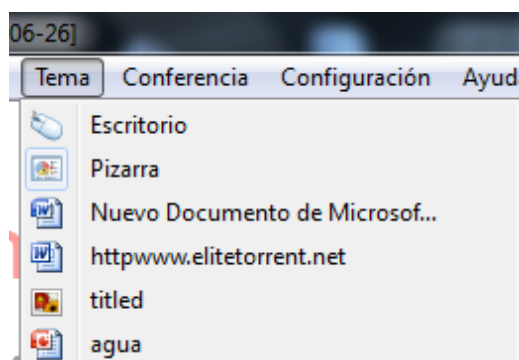 06-26]
Tema Conferencia Configuración Ayud
Escritorio
Pizarra
Nuevo Documento de Microsof...
httpwww.elitetorrent.net
titled
agua